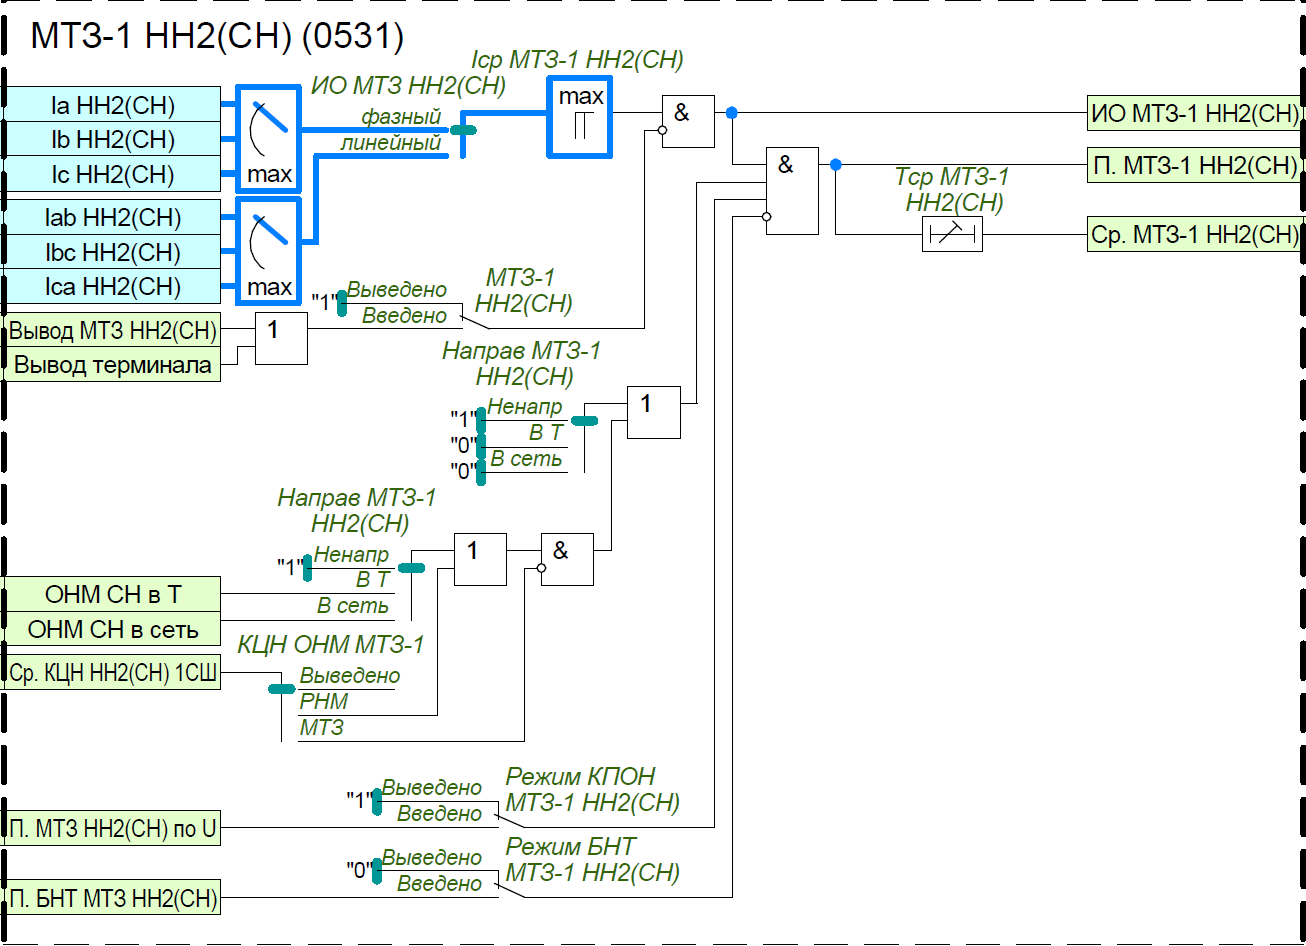 МТЗ-1 НН2(СН) (0531)
Iср МТЗ-1 НН2(СН)
ИО МТЗ НН2(СН)
фазный
линейный
max
&
Ia НН2(СН)
Ib НН2(СН)
Ic НН2(СН)
max
ИО МТЗ-1 НН2(СН)
&
П. МТЗ-1 НН2(СН)
Тср МТЗ-1
НН2(СН)
Ср. МТЗ-1 НН2(СН)
Iab НН2(СН)
Ibc НН2(СН)
Ica НН2(СН)
max
МТЗ-1
НН2(СН)
"1"
Выведено
Введено
Вывод МТЗ НН2(СН)
Вывод терминала
1
Направ МТЗ-1
НН2(СН)
"1"
Ненапр
"0"
В Т
"0"
В сеть
1
Направ МТЗ-1
НН2(СН)
"1"
Ненапр
В Т
В сеть
1
&
ОНМ СН в Т
ОНМ СН в сеть
КЦН ОНМ МТЗ-1
Ср. КЦН НН2(СН) 1СШ
Выведено
РНМ
МТЗ
Режим КПОН
МТЗ-1 НН2(СН)
"1"
Выведено
Введено
П. МТЗ НН2(СН) по U
Режим БНТ
МТЗ-1 НН2(СН)
"0"
Выведено
Введено
П. БНТ МТЗ НН2(СН)